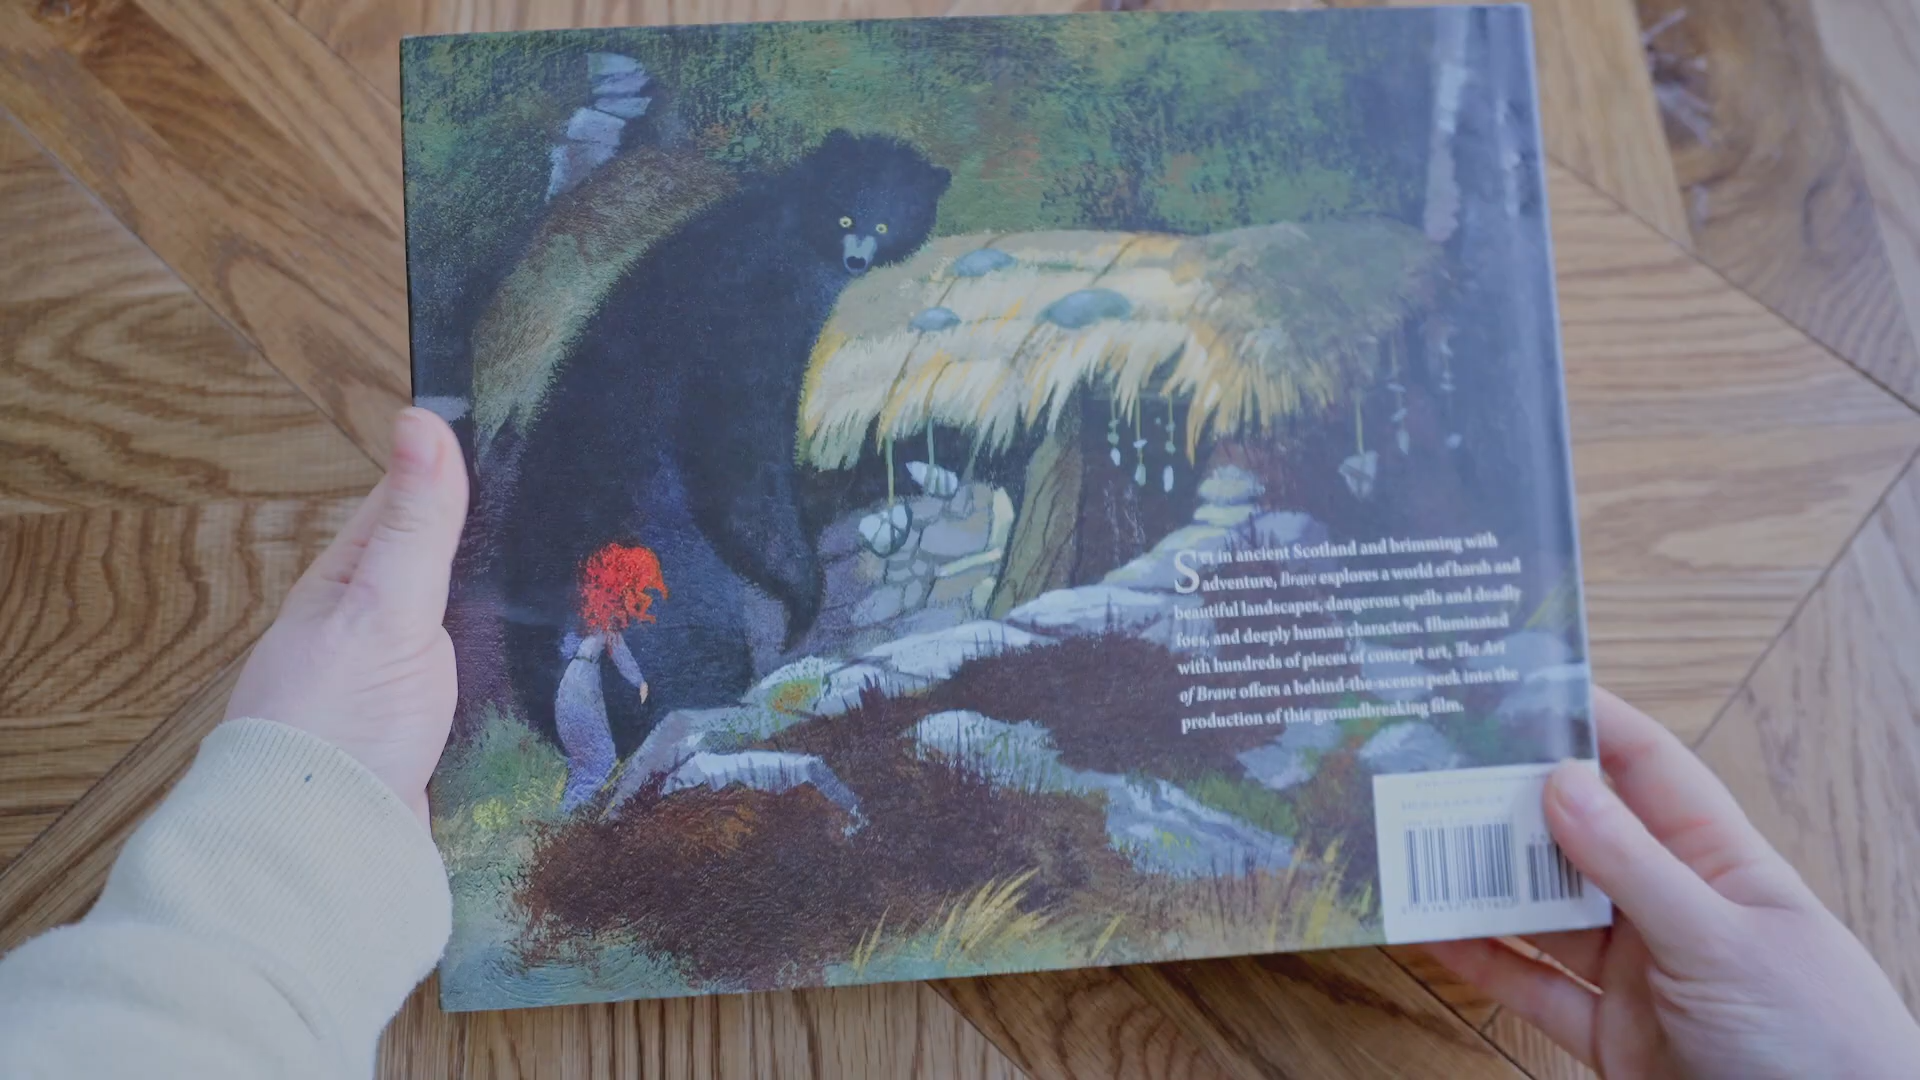 Set in ancient Scotland and brimming with
adventure, Brave explores a world of harsh and
beautiful landscapes, dangerous spells and deadly
foes, and deeply human characters. Illuminated
with hundreds of pieces of concept art, The Art
of Brave offers a behind-the-scenes peek into the
production of this groundbreaking film.